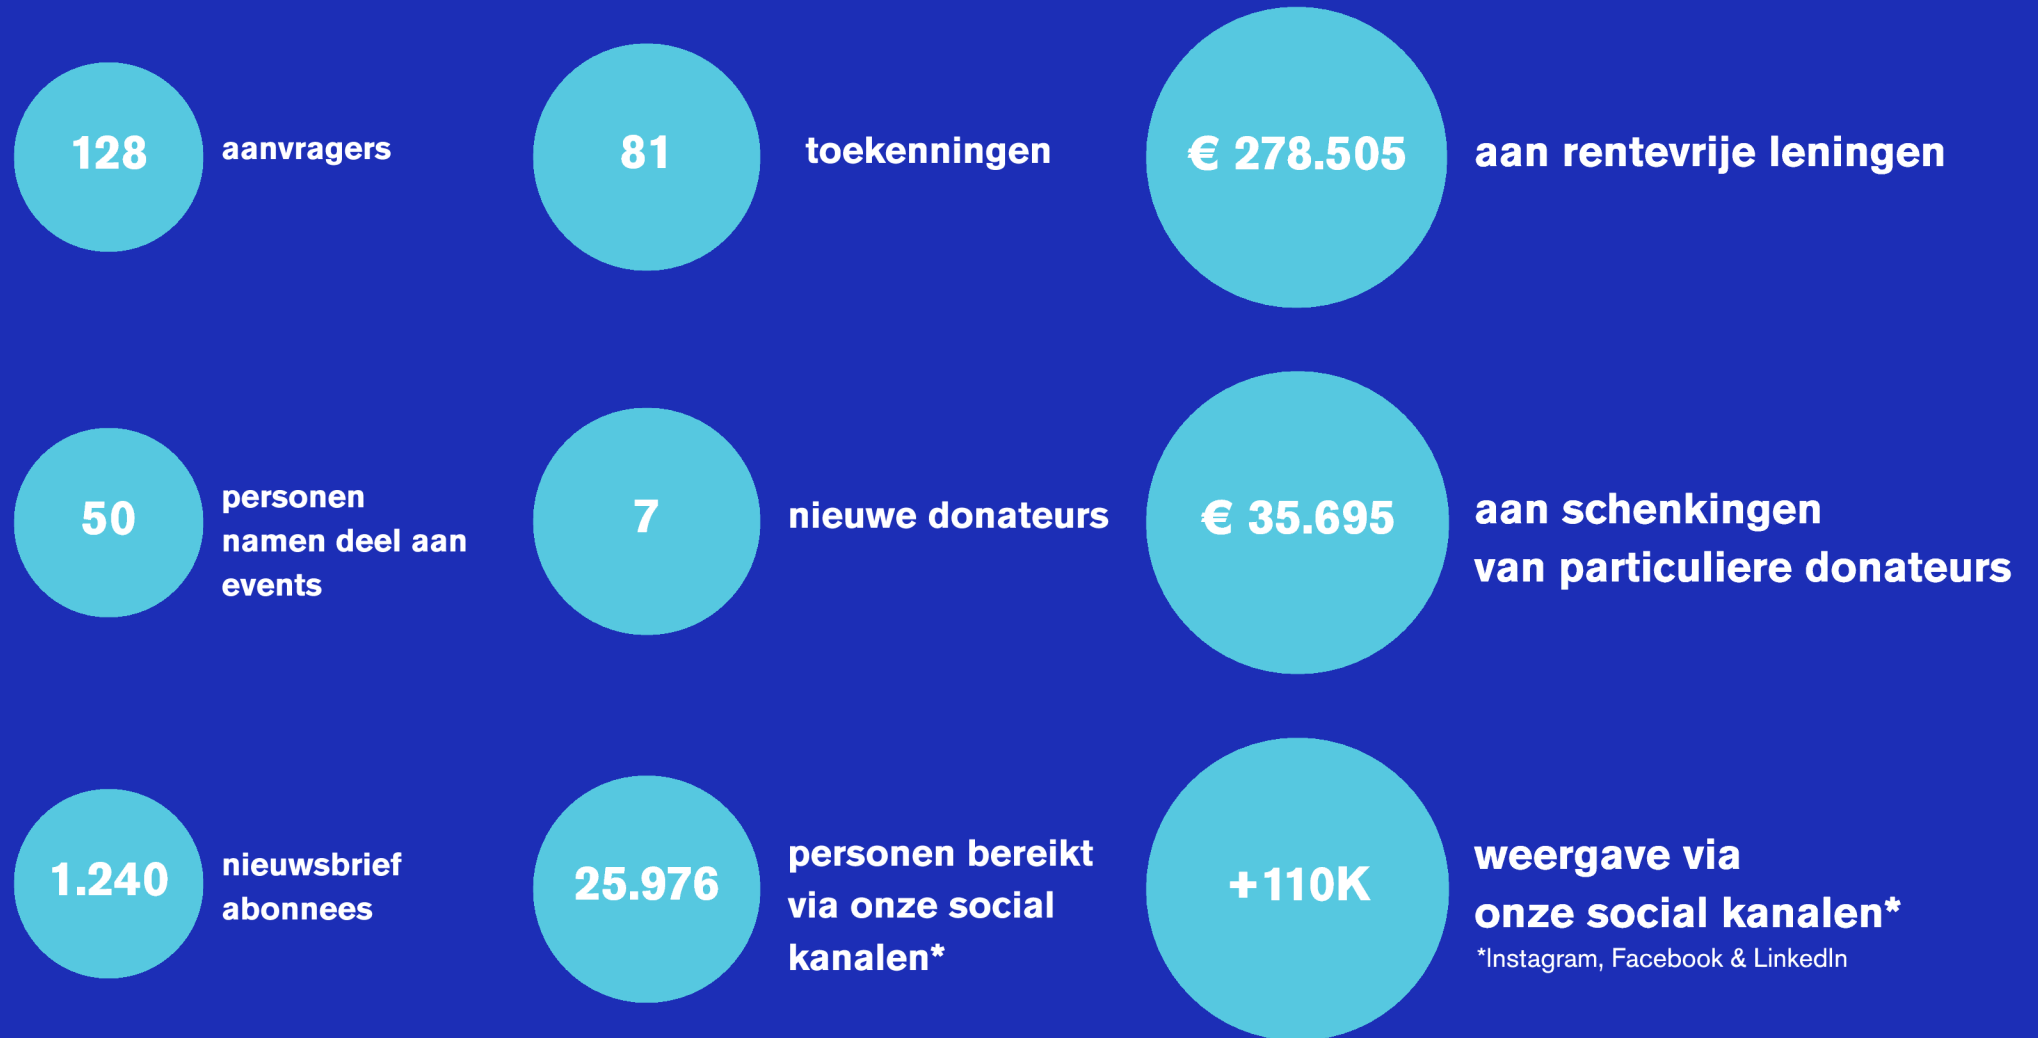 128
aanvragers
81
toekenningen
€ 278.505
aan rentevrije leningen
50
personen
namen deel aan
events
7
nieuwe donateurs
€ 35.695
aan schenkingen
van particuliere donateurs
1.240
nieuwsbrief
abonnees
25.976
personen bereikt
via onze social
kanalen*
+110K
weergave via
onze social kanalen*
*Instagram, Facebook & LinkedIn